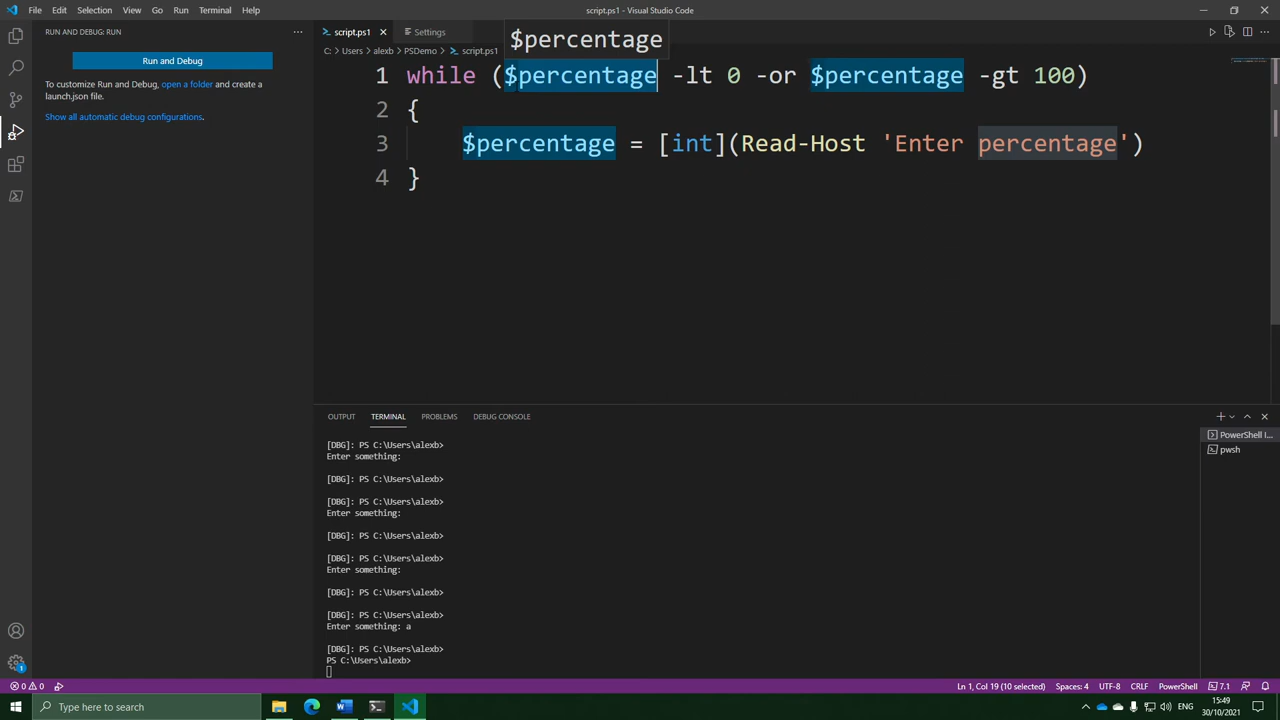 File Edit Selection View Go Run Terminal Help
script.ps1 - Visual Studio Code
RUN AND DEBUG: RUN
Run and Debug
To customize Run and Debug, open a folder and create a
launch.json file.
Show all automatic debug configurations.
script.ps1
Settings
C: > Users > alexb > PSDemo > script.ps1
$percentage
1 while ($percentage -lt 0 -or $percentage -gt 100)
2 {
3 $percentage = [int](Read-Host 'Enter percentage')
4 }
OUTPUT TERMINAL PROBLEMS DEBUG CONSOLE
[DBG]: PS C:\Users\alexb>
Enter something:
[DBG]: PS C:\Users\alexb>
[DBG]: PS C:\Users\alexb>
Enter something:
[DBG]: PS C:\Users\alexb>
[DBG]: PS C:\Users\alexb>
Enter something:
[DBG]: PS C:\Users\alexb>
[DBG]: PS C:\Users\alexb>
Enter something: a
[DBG]: PS C:\Users\alexb>
PS C:\Users\alexb>
PowerShell I...
pwsh
1
0 0
Ln 1, Col 19 (10 selected) Spaces: 4 UTF-8 CRLF PowerShell 7.1
Type here to search
ENG
15:49
30/10/2021